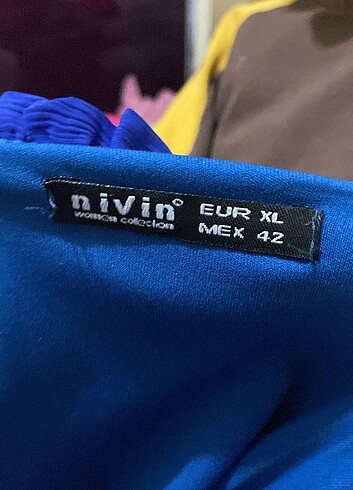 nivin
women collection
EUR XL
MEX 42